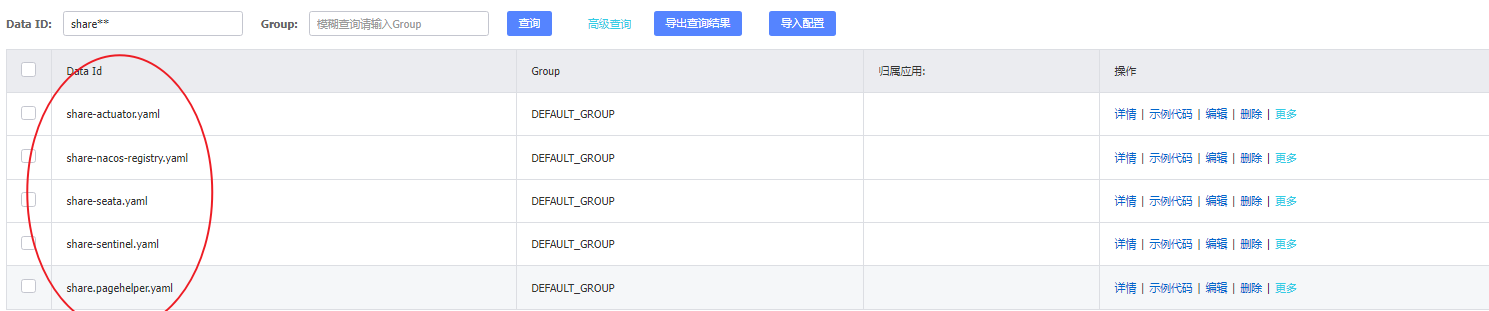 Data ID: share** Group: 模糊查询请输入Group 查询 高级查询 导出查询结果 导入配置
Data Id Group 归属应用: 操作
share-actuator.yaml DEFAULT_GROUP 详情 | 示例代码 | 编辑 | 删除 | 更多
share-nacos-registry.yaml DEFAULT_GROUP 详情 | 示例代码 | 编辑 | 删除 | 更多
share-seata.yaml DEFAULT_GROUP 详情 | 示例代码 | 编辑 | 删除 | 更多
share-sentinel.yaml DEFAULT_GROUP 详情 | 示例代码 | 编辑 | 删除 | 更多
share.pagehelper.yaml DEFAULT_GROUP 详情 | 示例代码 | 编辑 | 删除 | 更多